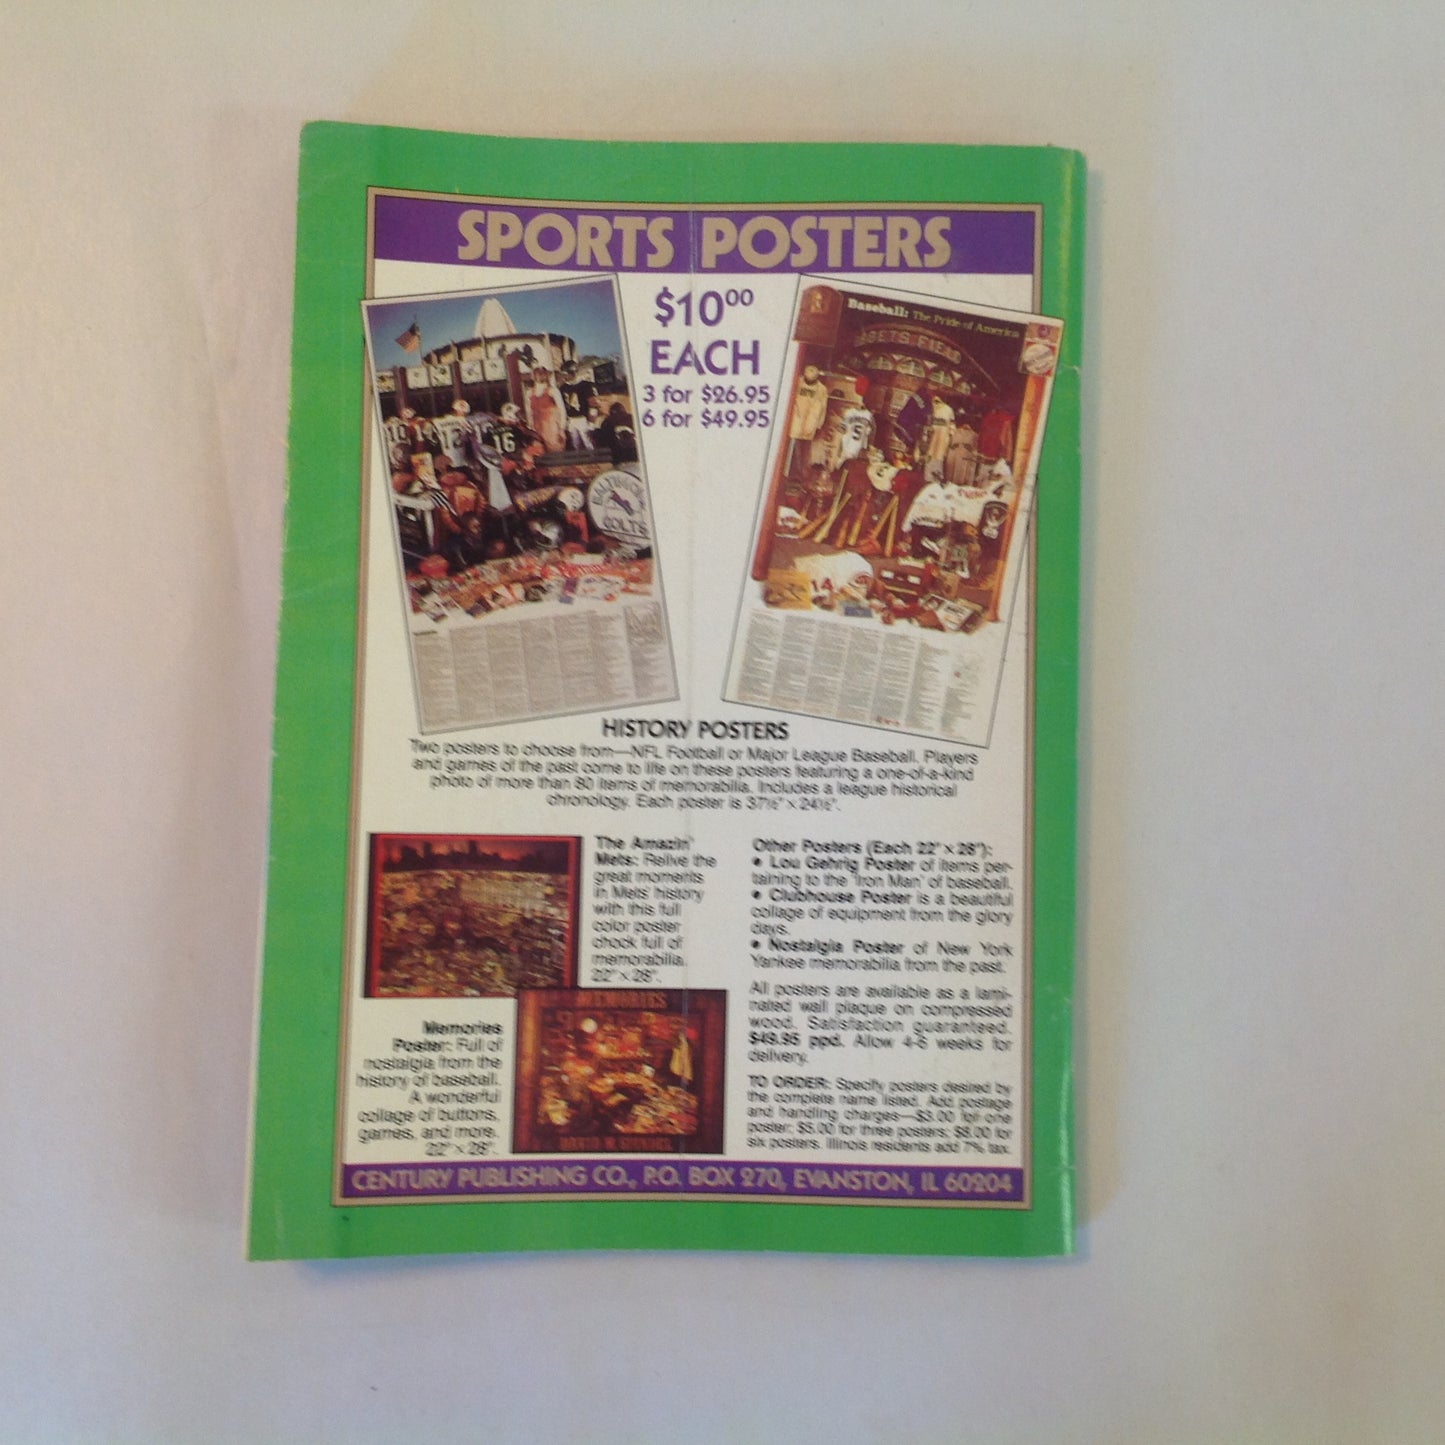 SPORTS POSTERS
$10.00
EACH
3 for $26.95
6 for $49.95
10
12
16
34
BALTIMORE
COLTS
Baseball: The Pride of America
EBBETS FIELD
5
14
HISTORY POSTERS
Two posters to choose from—NFL Football or Major League Baseball. Players
and games of the past come to life on these posters featuring a one-of-a-kind
photo of more than 80 items of memorabilia. Includes a league historical
chronology. Each poster is 37½" × 24½".
The Amazin'
Mets: Relive the
great moments
in Mets' history
with this full
color poster
chock full of
memorabilia.
22" × 28".
MEMORIES
Memories
Poster: Full of
nostalgia from the
history of baseball.
A wonderful
collage of buttons,
games, and more.
22" × 28".
Other Posters (Each 22" × 28"):
• Lou Gehrig Poster of items per-
taining to the "Iron Man" of baseball.
• Clubhouse Poster is a beautiful
collage of equipment from the glory
days.
• Nostalgia Poster of New York
Yankee memorabilia from the past.
All posters are available as a lami-
nated wall plaque on compressed
wood. Satisfaction guaranteed.
$49.95 ppd. Allow 4-6 weeks for
delivery.
TO ORDER: Specify posters desired by
the complete name listed. Add postage
and handling charges—$3.00 for one
poster; $5.00 for three posters; $8.00 for
six posters. Illinois residents add 7% tax.
CENTURY PUBLISHING CO., P.O. BOX 270, EVANSTON, IL 60204